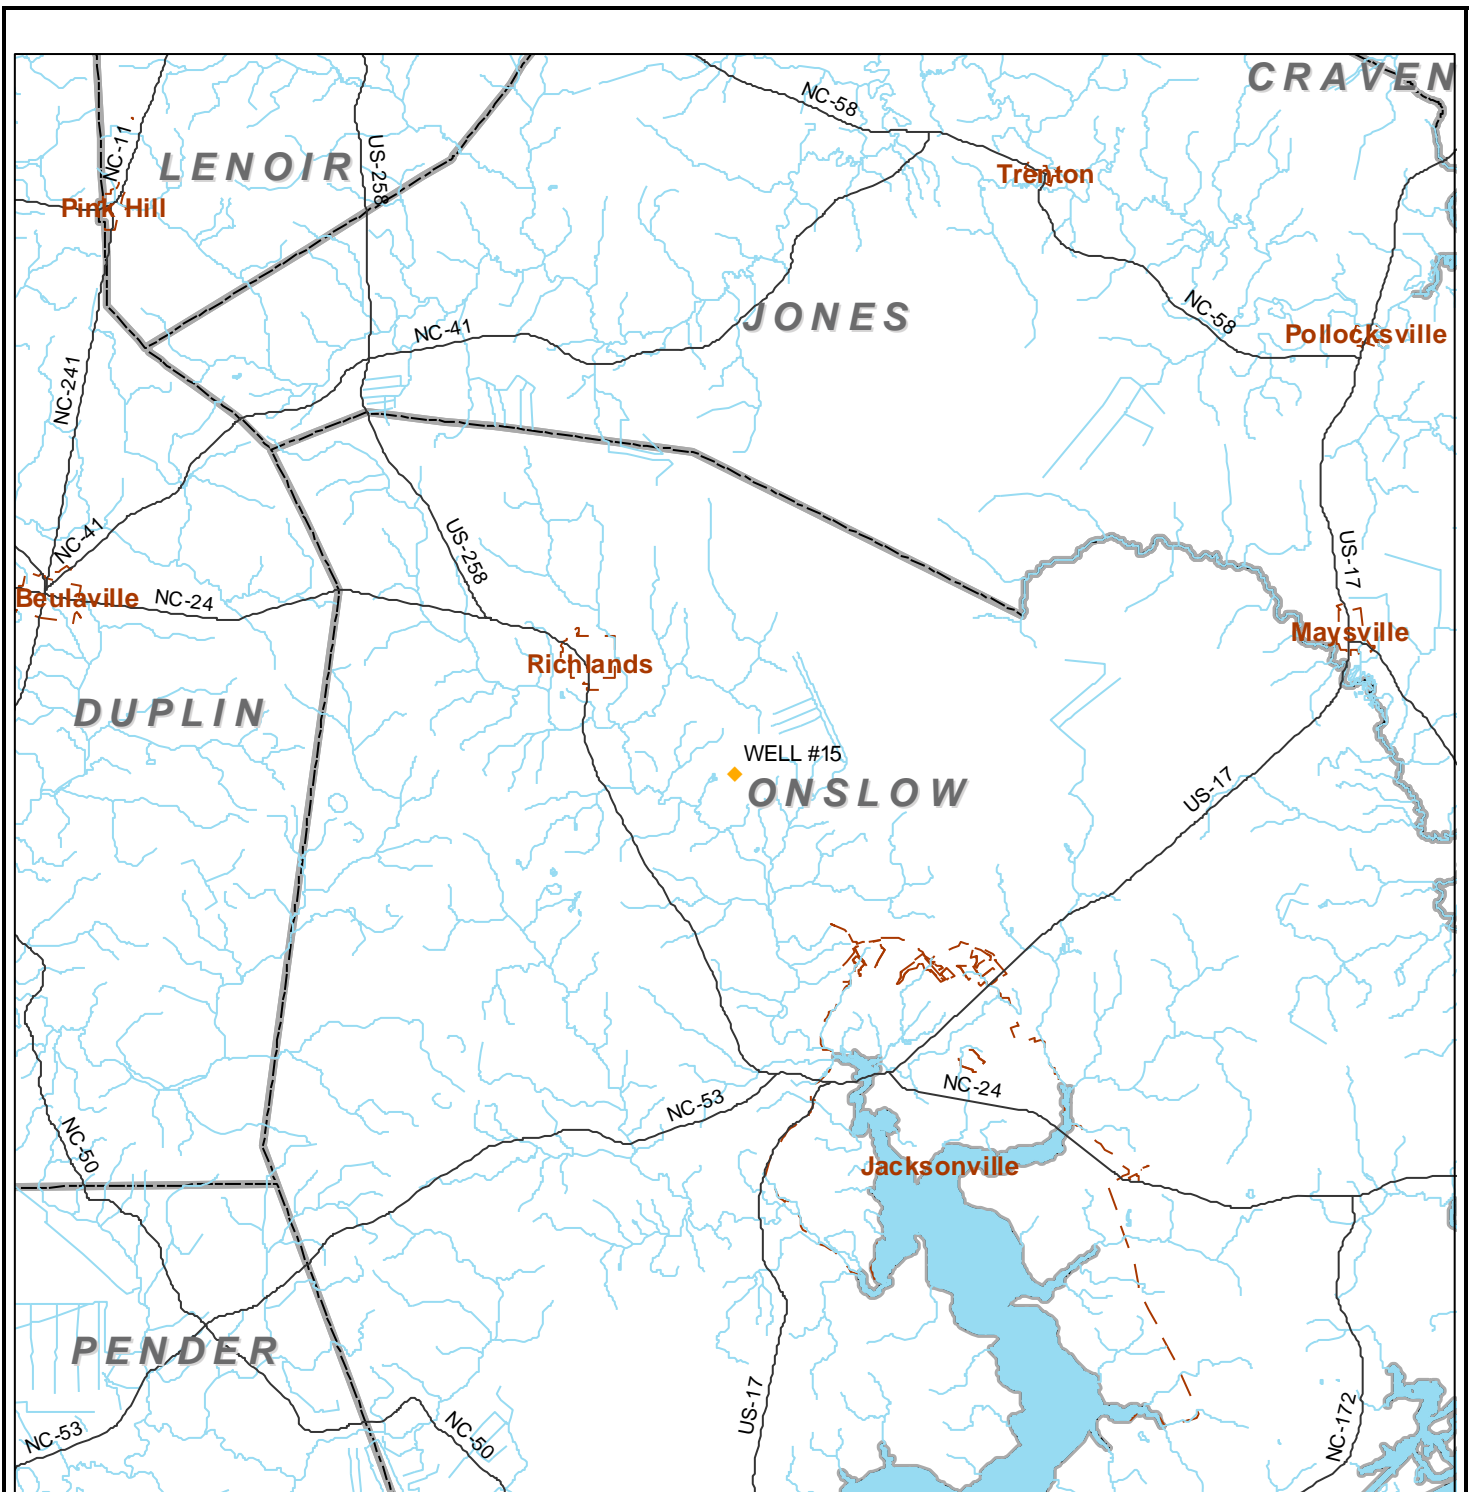 CRAVEN
NC-58
NC-11
LENOIR
US-258
Trenton
Pink Hill
JONES
NC-58
NC-41
Pollocksville
NC-241
NC-41
US-258
US-17
Beulaville
NC-24
Maysville
Richlands
DUPLIN
WELL #15
ONSLOW
US-17
NC-24
NC-53
NC-50
Jacksonville
PENDER
US-17
NC-53
NC-50
NC-172